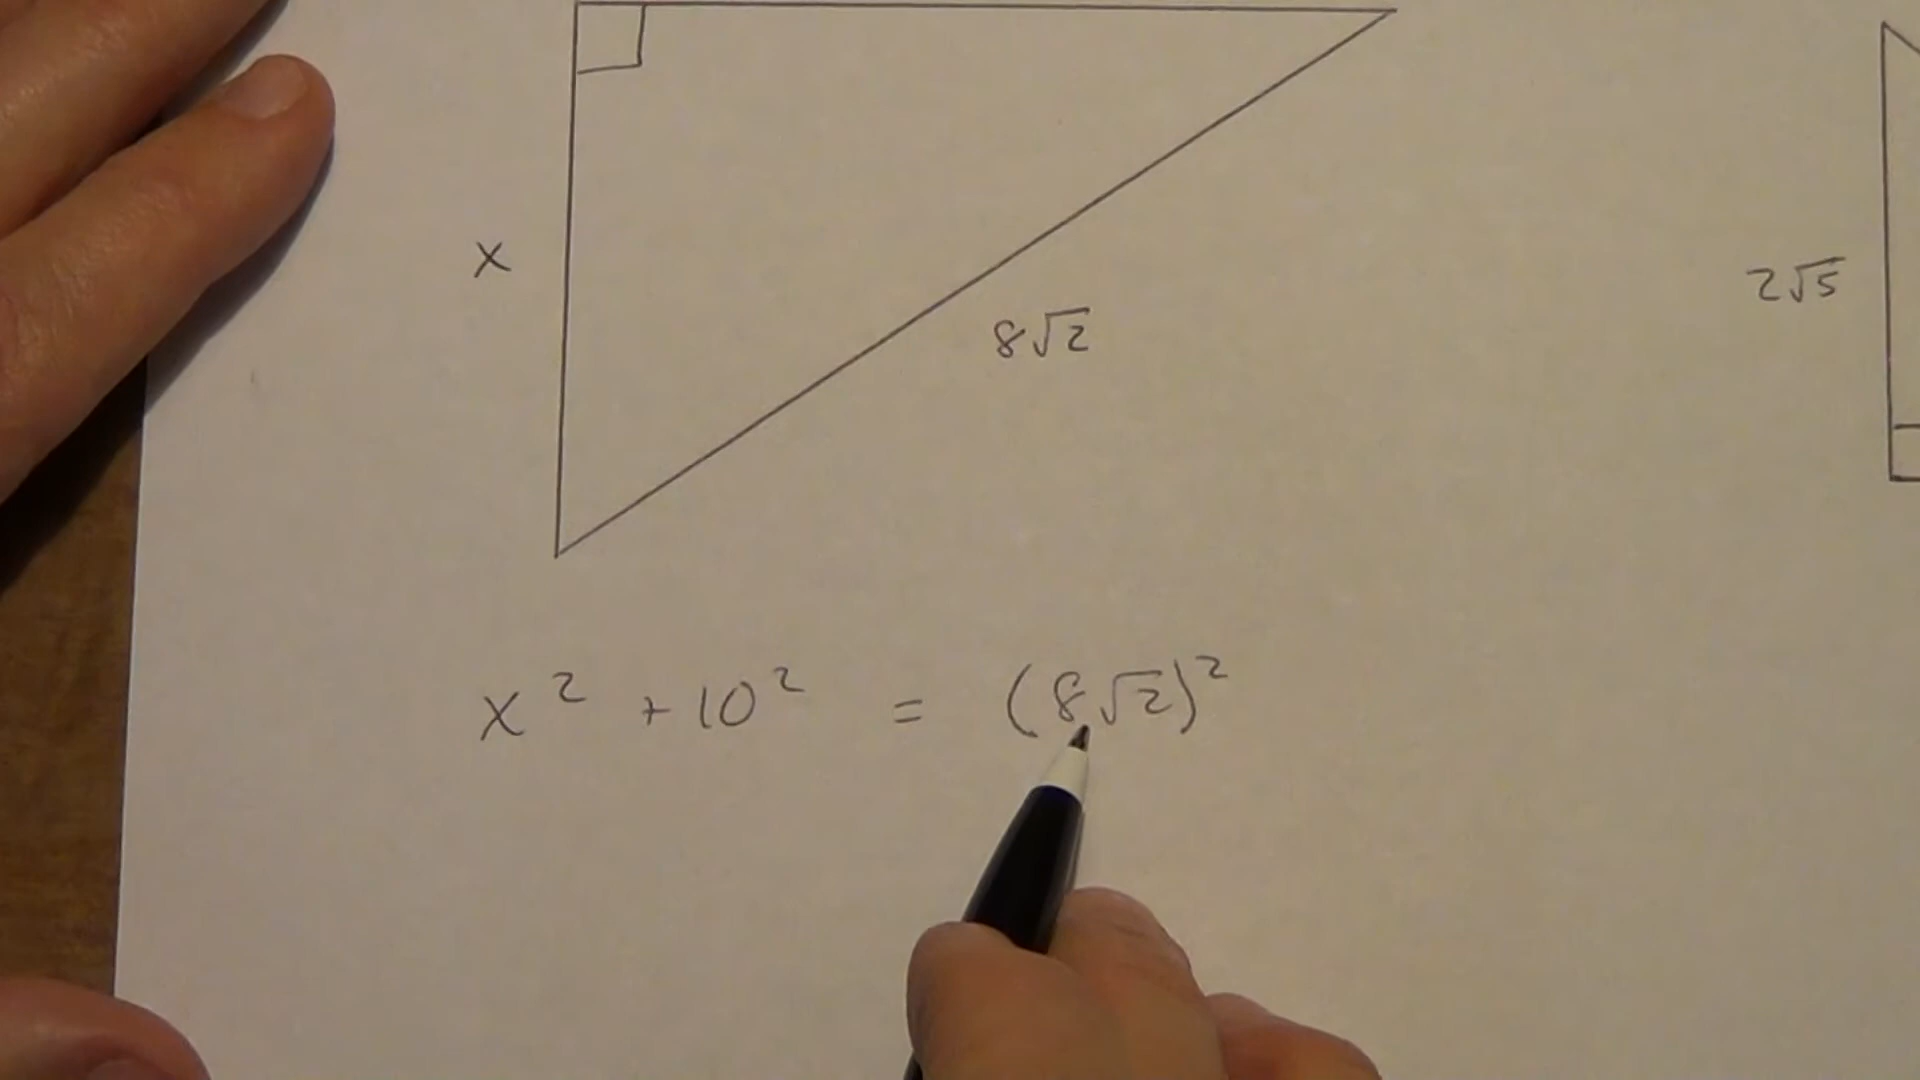 x
8√2
2√5
x² + 10² = (8√2)²